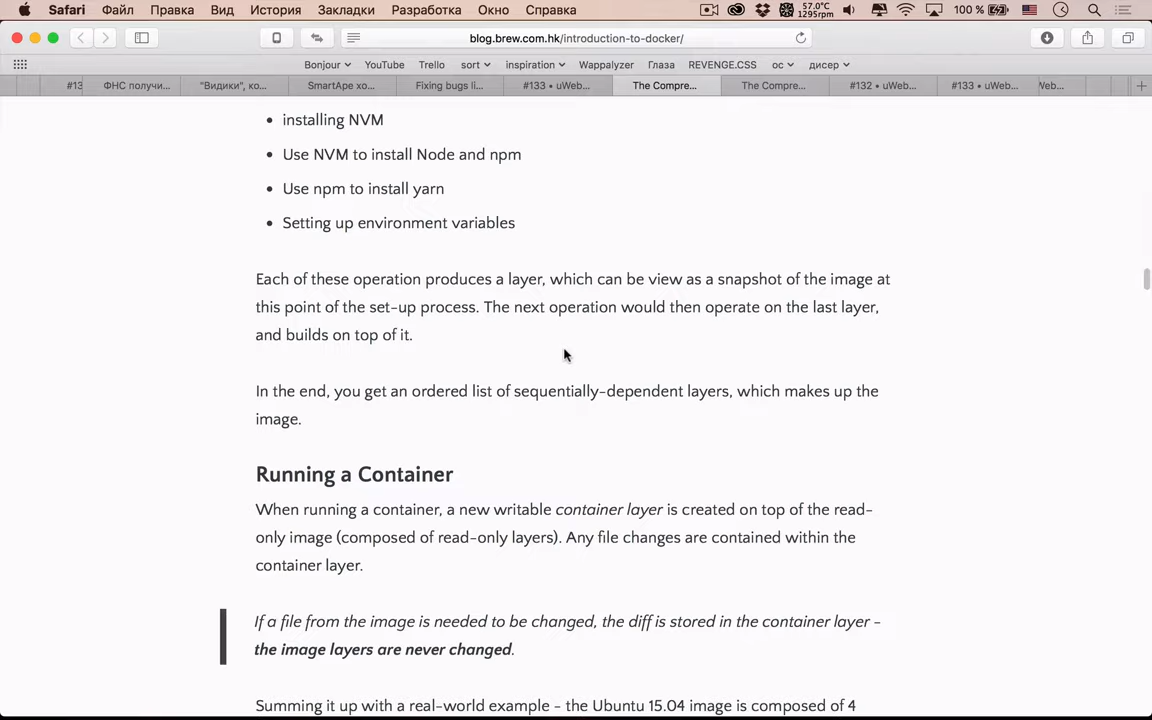 Safari Файл Правка Вид История Закладки Разработка Окно Справка 57.0°C 1295rpm 100 %
blog.brew.com.hk/introduction-to-docker/
Bonjour YouTube Trello sort inspiration Wappalyzer Глаза REVENGE.CSS ос дисер
#13 ФНС получи... "Видики", ко... SmartApe хо... Fixing bugs li... #133 • uWeb... The Compre... The Compre... #132 • uWeb... #133 • uWeb... Web...
installing NVM
Use NVM to install Node and npm
Use npm to install yarn
Setting up environment variables
Each of these operation produces a layer, which can be view as a snapshot of the image at
this point of the set-up process. The next operation would then operate on the last layer,
and builds on top of it.
In the end, you get an ordered list of sequentially-dependent layers, which makes up the
image.
Running a Container
When running a container, a new writable container layer is created on top of the read-
only image (composed of read-only layers). Any file changes are contained within the
container layer.
If a file from the image is needed to be changed, the diff is stored in the container layer -
the image layers are never changed.
Summing it up with a real-world example - the Ubuntu 15.04 image is composed of 4